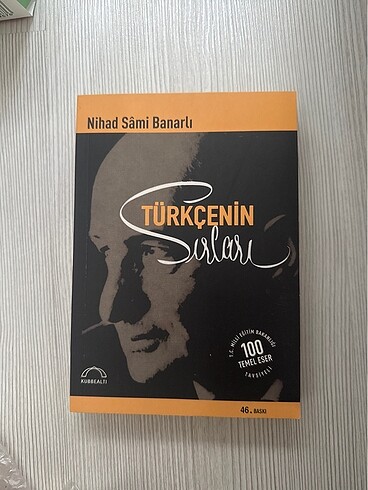 Nihad Sâmi Banarlı
TÜRKÇENİN
Sırları
T.C. MİLLİ EĞİTİM BAKANLIĞI
100
TEMEL ESER
TAVSİYELİ
KUBBEALTI
46. BASKI